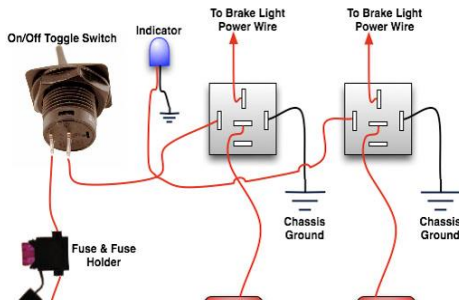 To Brake Light
Power Wire
To Brake Light
Power Wire
Indicator
On/Off Toggle Switch
Chassis
Ground
Chassis
Ground
Fuse & Fuse
Holder